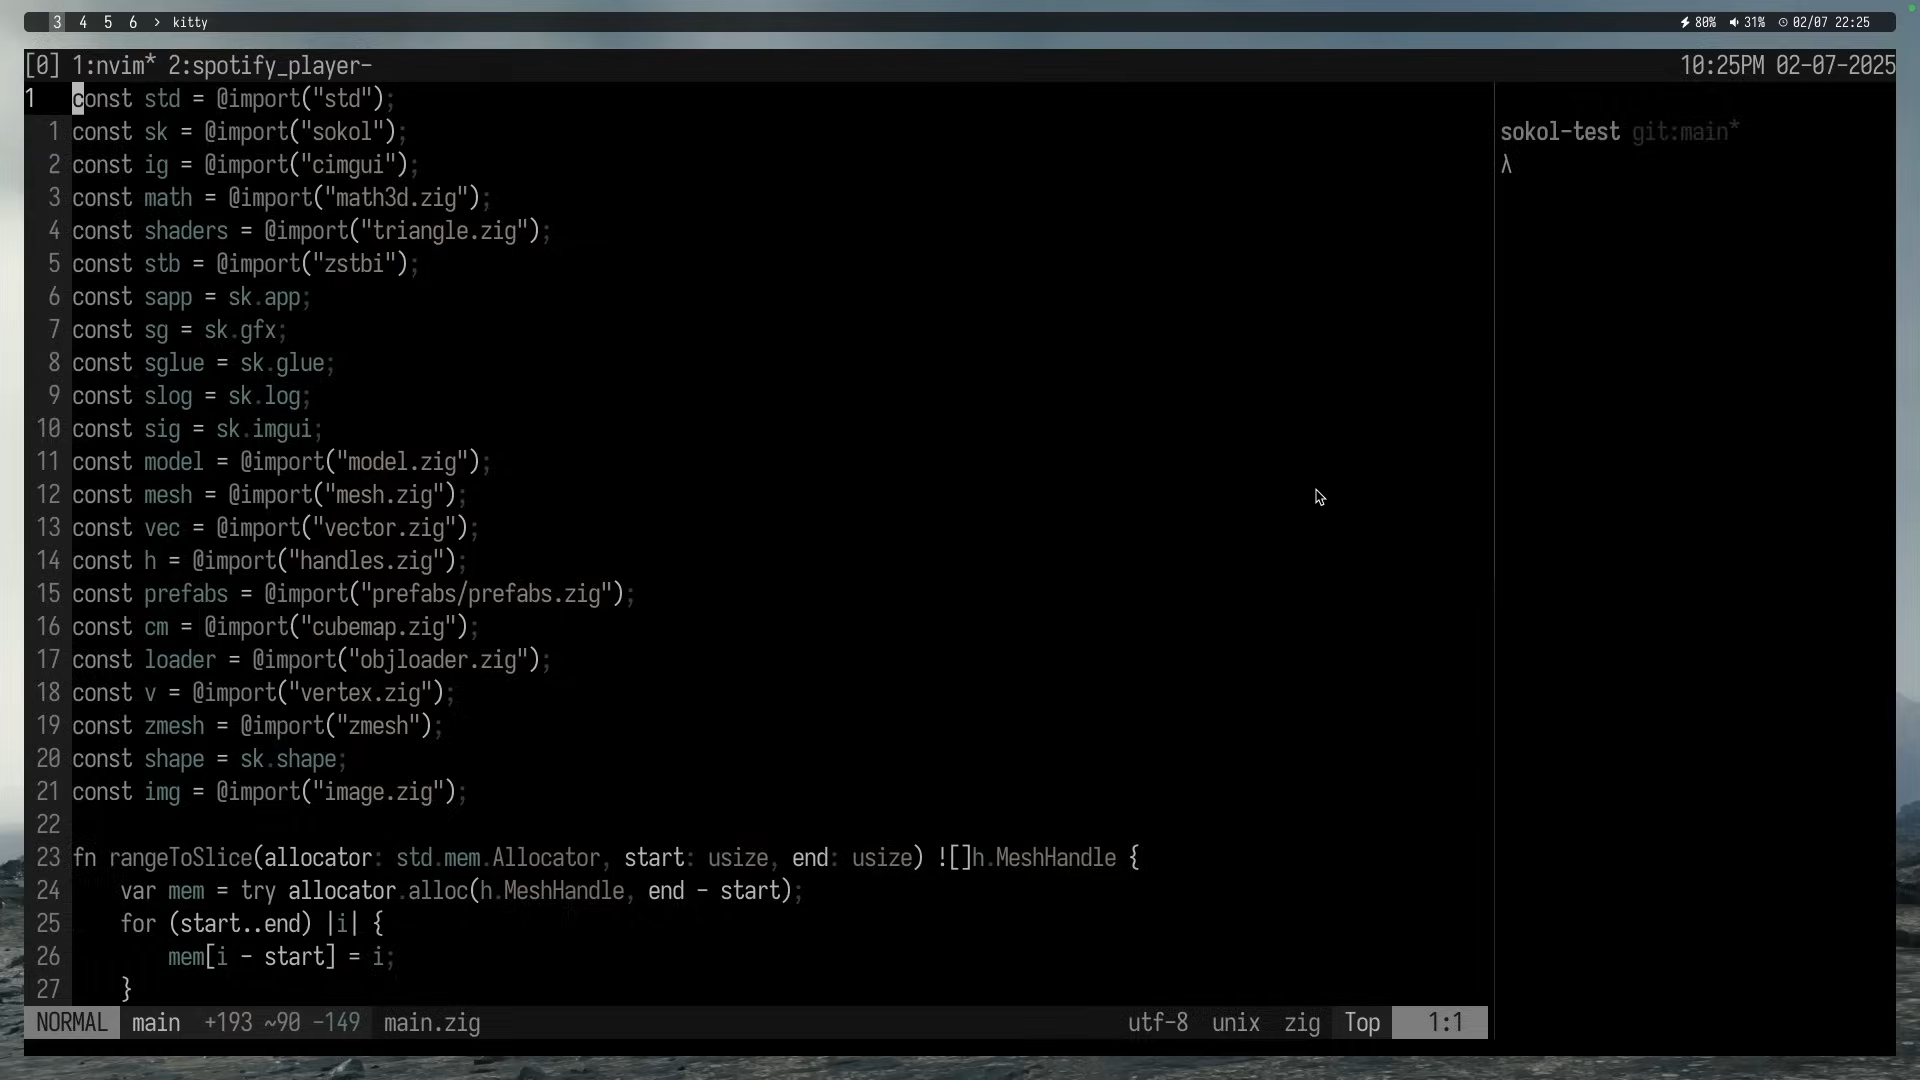 3 4 5 6 > kitty
80% 31% 02/07 22:25
[0] 1:nvim* 2:spotify_player-
10:25PM 02-07-2025
1 const std = @import("std");
1 const sk = @import("sokol");
2 const ig = @import("cimgui");
3 const math = @import("math3d.zig");
4 const shaders = @import("triangle.zig");
5 const stb = @import("zstbi");
6 const sapp = sk.app;
7 const sg = sk.gfx;
8 const sglue = sk.glue;
9 const slog = sk.log;
10 const sig = sk.imgui;
11 const model = @import("model.zig");
12 const mesh = @import("mesh.zig");
13 const vec = @import("vector.zig");
14 const h = @import("handles.zig");
15 const prefabs = @import("prefabs/prefabs.zig");
16 const cm = @import("cubemap.zig");
17 const loader = @import("objloader.zig");
18 const v = @import("vertex.zig");
19 const zmesh = @import("zmesh");
20 const shape = sk.shape;
21 const img = @import("image.zig");
22
23 fn rangeToSlice(allocator: std.mem.Allocator, start: usize, end: usize) ![]h.MeshHandle {
24     var mem = try allocator.alloc(h.MeshHandle, end - start);
25     for (start..end) |i| {
26         mem[i - start] = i;
27     }
NORMAL main +193 ~90 -149 main.zig
utf-8 unix zig Top 1:1
sokol-test git:main*
λ